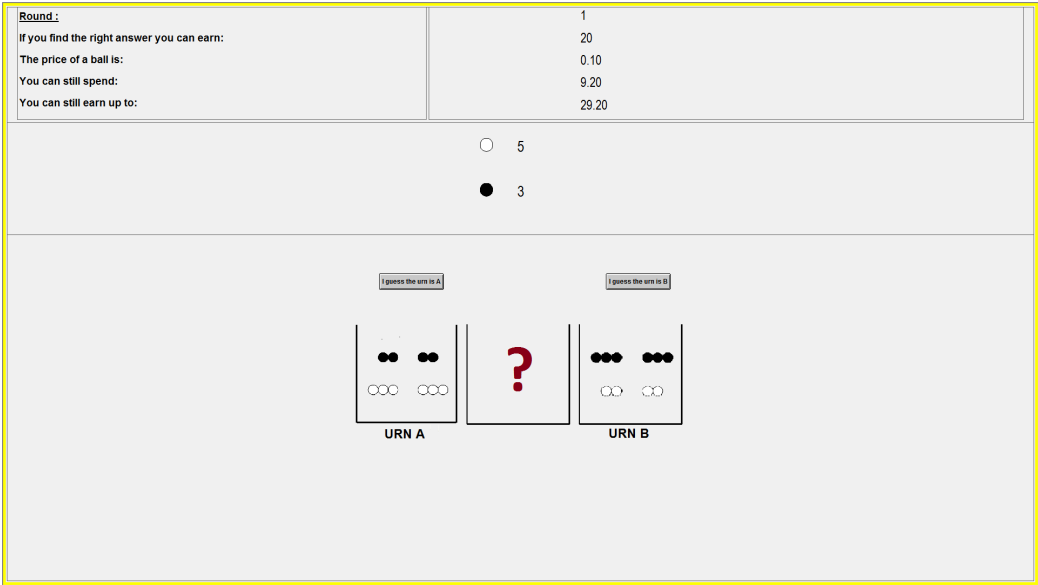 Round : 1
If you find the right answer you can earn: 20
The price of a ball is: 0.10
You can still spend: 9.20
You can still earn up to: 29.20
5
3
I guess the urn is A I guess the urn is B
?
URN A URN B